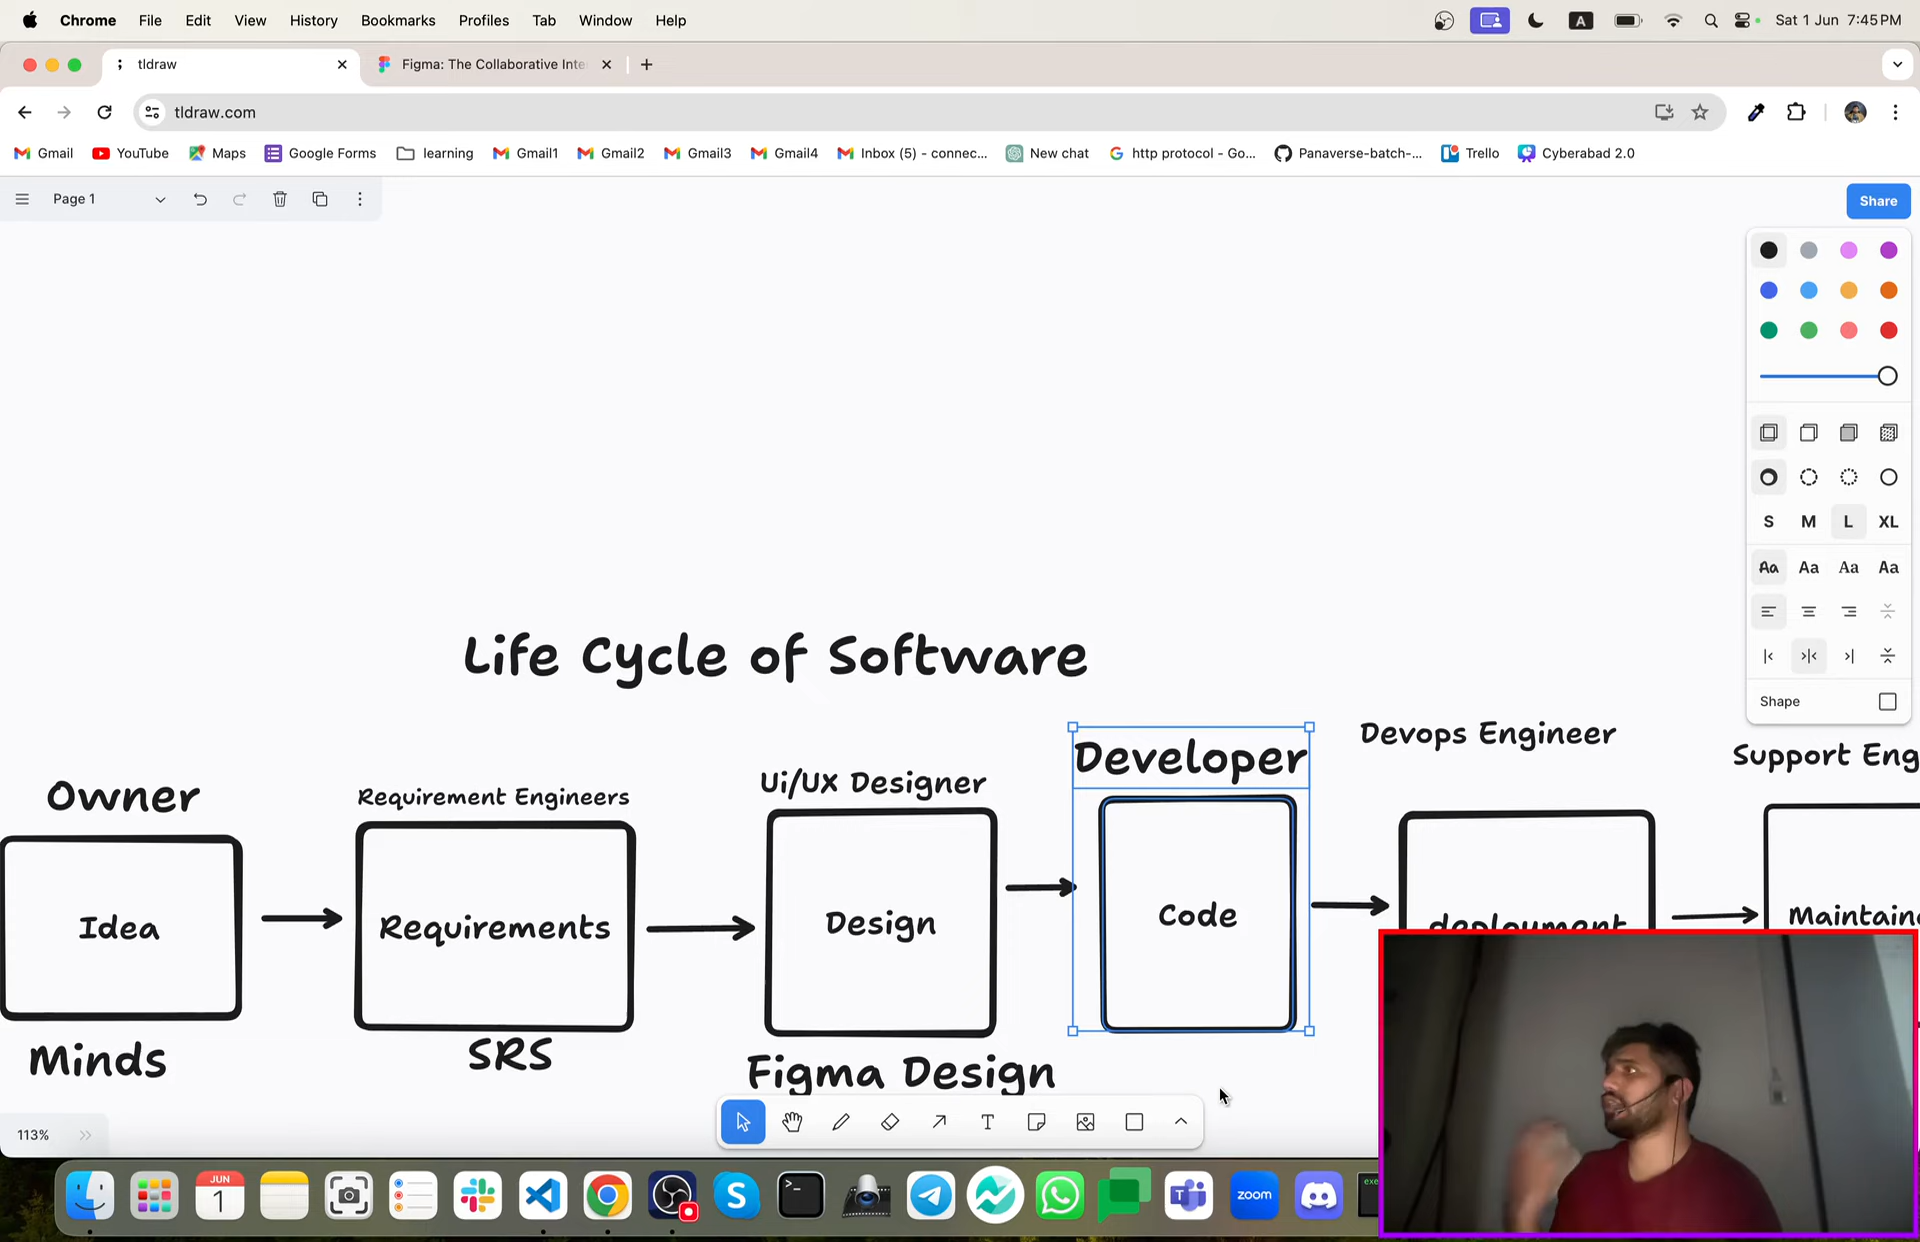 Chrome File Edit View History Bookmarks Profiles Tab Window Help
A Sat 1 Jun 7:45 PM
tldraw Figma: The Collaborative Inte
tldraw.com
Gmail YouTube Maps Google Forms learning Gmail1 Gmail2 Gmail3 Gmail4 Inbox (5) - connec... New chat http protocol - Go... Panaverse-batch-... Trello Cyberabad 2.0
Page 1
Share
S M L XL
Aa Aa Aa Aa
Shape
Life Cycle of Software
Owner
Requirement Engineers
Ui/UX Designer
Developer
Devops Engineer
Support Eng
Idea
Requirements
Design
Code
deployment
Maintain
Minds
SRS
Figma Design
T
113%
JUN
1
S
zoom
exe